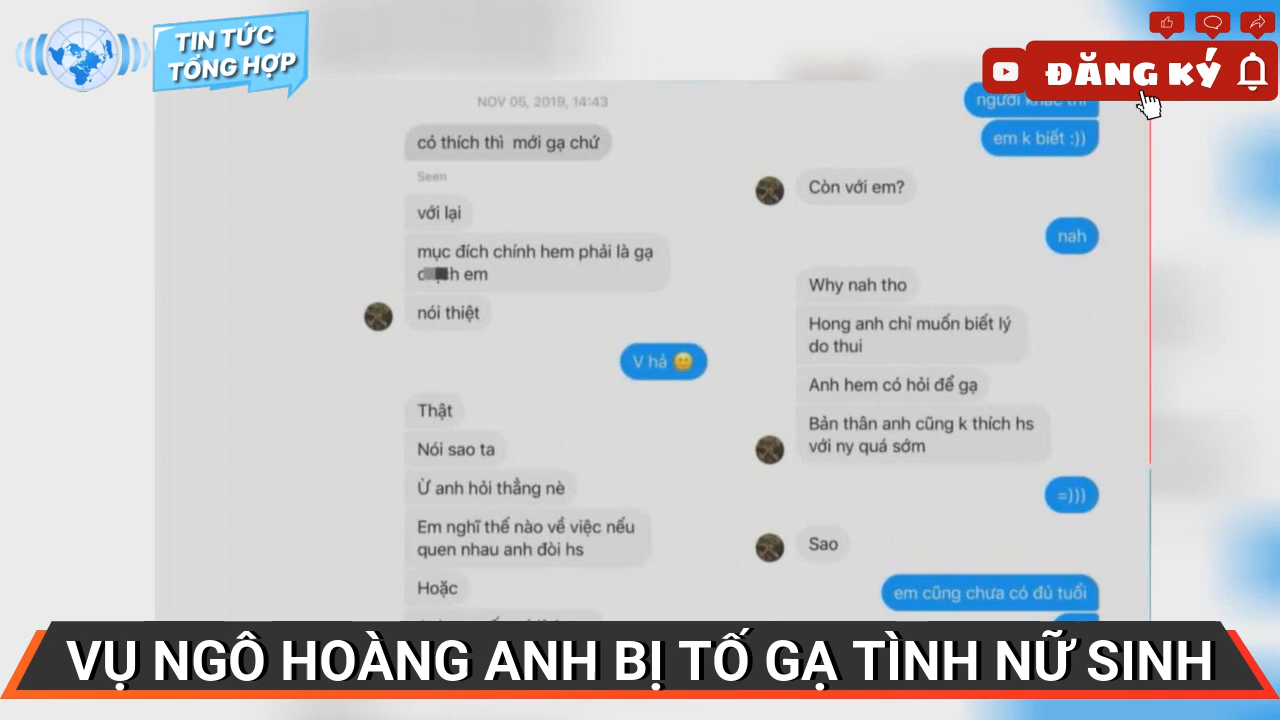 TIN TỨC
TỔNG HỢP
ĐĂNG KÝ
NOV 05, 2019, 14:43
có thích thì mới gạ chứ
Seen
với lại
mục đích chính hem phải là gạ
h em
nói thiệt
V hả 🙂
Thật
Nói sao ta
Ừ anh hỏi thẳng nè
Em nghĩ thế nào về việc nếu
quen nhau anh đòi hs
Hoặc
người khác thì
em k biết :))
Còn với em?
nah
Why nah tho
Hong anh chỉ muốn biết lý
do thui
Anh hem có hỏi để gạ
Bản thân anh cũng k thích hs
với ny quá sớm
=)))
Sao
em cũng chưa có đủ tuổi
VỤ NGÔ HOÀNG ANH BỊ TỐ GẠ TÌNH NỮ SINH